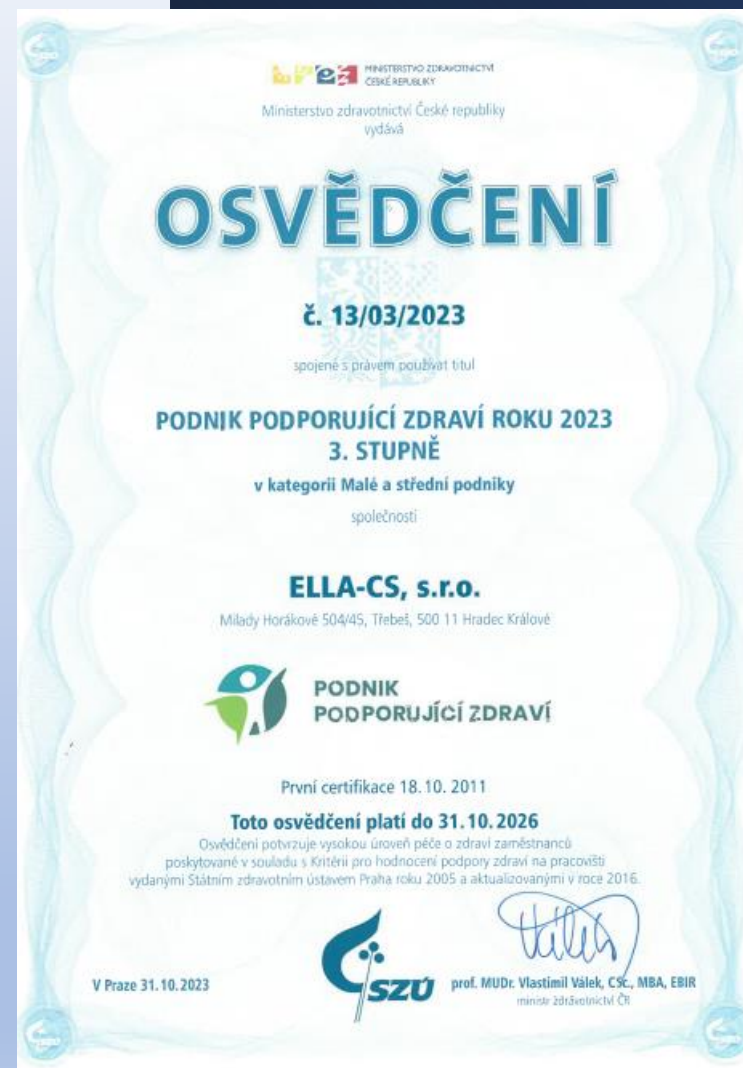 MINISTERSTVO ZDRAVOTNICTVÍ
ČESKÉ REPUBLIKY
Ministerstvo zdravotnictví České republiky
vydává
OSVĚDČENÍ
č. 13/03/2023
spojené s právem používat titul
PODNIK PODPORUJÍCÍ ZDRAVÍ ROKU 2023
3. STUPNĚ
v kategorii Malé a střední podniky
společnosti
ELLA-CS, s.r.o.
Milady Horákové 504/45, Třebeš, 500 11 Hradec Králové
PODNIK
PODPORUJÍCÍ ZDRAVÍ
První certifikace 18.10. 2011
Toto osvědčení platí do 31.10.2026
Osvědčení potvrzuje vysokou úroveň péče o zdraví zaměstnanců
poskytované v souladu s Kritérii pro hodnocení podpory zdraví na pracovišti
vydanými Státním zdravotním ústavem Praha roku 2005 a aktualizovanými v roce 2016.
SZÚ
V Praze 31.10.2023
prof. MUDr. Vlastimil Válek, CSc., MBA, EBIR
ministr zdravotnictví ČR